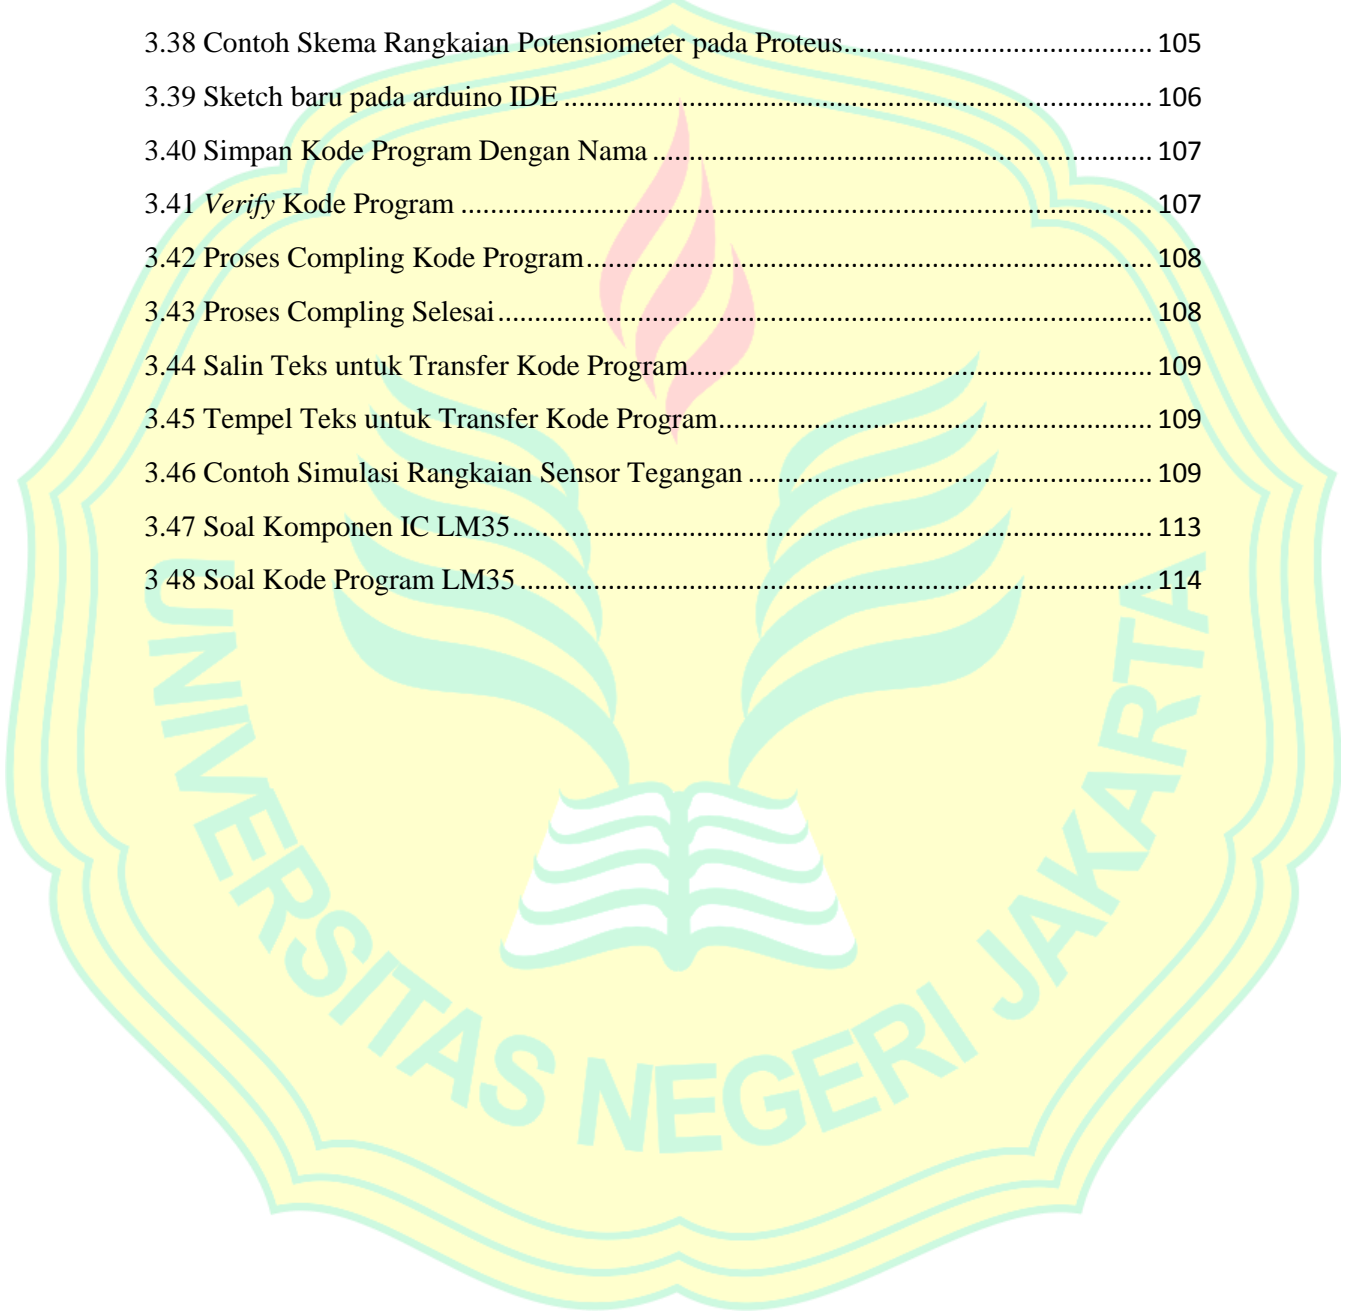 3.38 Contoh Skema Rangkaian Potensiometer pada Proteus........................................ 105
3.39 Sketch baru pada arduino IDE............................................................................... 106
3.40 Simpan Kode Program Dengan Nama................................................................... 107
3.41 Verify Kode Program............................................................................................. 107
3.42 Proses Compling Kode Program............................................................................ 108
3.43 Proses Compling Selesai........................................................................................ 108
3.44 Salin Teks untuk Transfer Kode Program.............................................................. 109
3.45 Tempel Teks untuk Transfer Kode Program.......................................................... 109
3.46 Contoh Simulasi Rangkaian Sensor Tegangan...................................................... 109
3.47 Soal Komponen IC LM35...................................................................................... 113
3 48 Soal Kode Program LM35..................................................................................... 114
UNIVERSITAS NEGERI JAKARTA